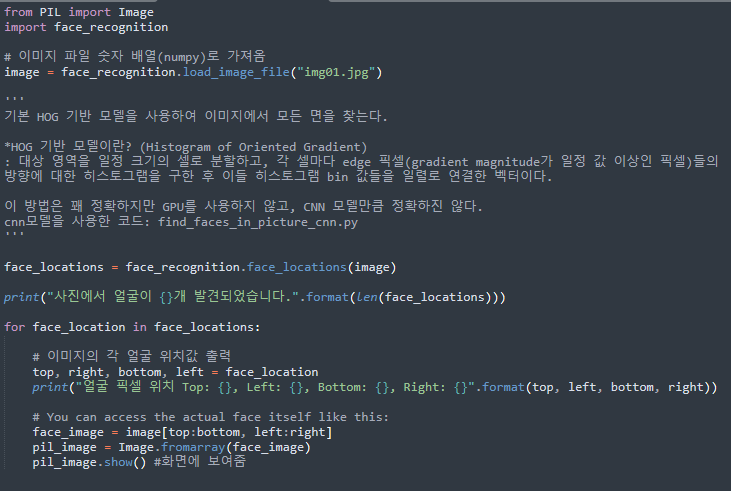 from PIL import Image
import face_recognition
# 이미지 파일 숫자 배열(numpy)로 가져옴
image = face_recognition.load_image_file("img01.jpg")
'''
기본 HOG 기반 모델을 사용하여 이미지에서 모든 면을 찾는다.
*HOG 기반 모델이란? (Histogram of Oriented Gradient)
: 대상 영역을 일정 크기의 셀로 분할하고, 각 셀마다 edge 픽셀(gradient magnitude가 일정 값 이상인 픽셀)들의
방향에 대한 히스토그램을 구한 후 이들 히스토그램 bin 값들을 일렬로 연결한 벡터이다.
이 방법은 꽤 정확하지만 GPU를 사용하지 않고, CNN 모델만큼 정확하진 않다.
cnn모델을 사용한 코드: find_faces_in_picture_cnn.py
'''
face_locations = face_recognition.face_locations(image)
print("사진에서 얼굴이 {}개 발견되었습니다.".format(len(face_locations)))
for face_location in face_locations:
    # 이미지의 각 얼굴 위치값 출력
    top, right, bottom, left = face_location
    print("얼굴 픽셀 위치 Top: {}, Left: {}, Bottom: {}, Right: {}".format(top, left, bottom, right))
    # You can access the actual face itself like this:
    face_image = image[top:bottom, left:right]
    pil_image = Image.fromarray(face_image)
    pil_image.show() #화면에 보여줌